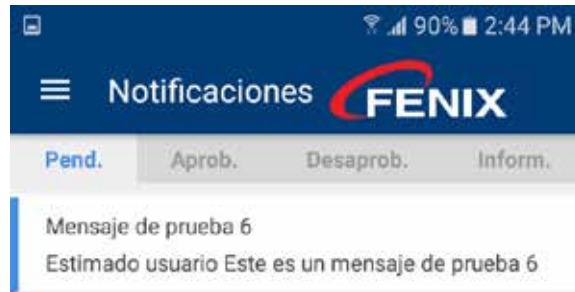 90% 2:44 PM
Notificaciones FENIX
Pend. Aprob. Desaprob. Inform.
Mensaje de prueba 6
Estimado usuario Este es un mensaje de prueba 6